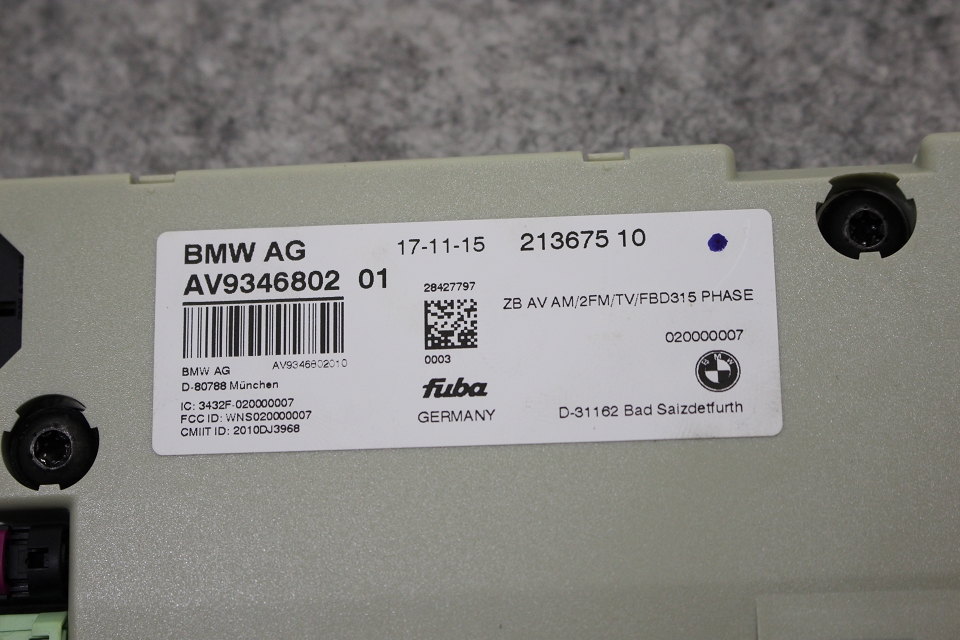 BMW AG
17-11-15
213675 10
AV9346802 01
28427797
ZB AV AM/2FM/TV/FBD315 PHASE
0003
020000007
BMW AG
AV9346802010
D-80788 München
IC: 3432F-020000007
FCC ID: WNS020000007
CMIIT ID: 2010DJ3968
fuba
GERMANY
BMW
D-31162 Bad Salzdetfurth